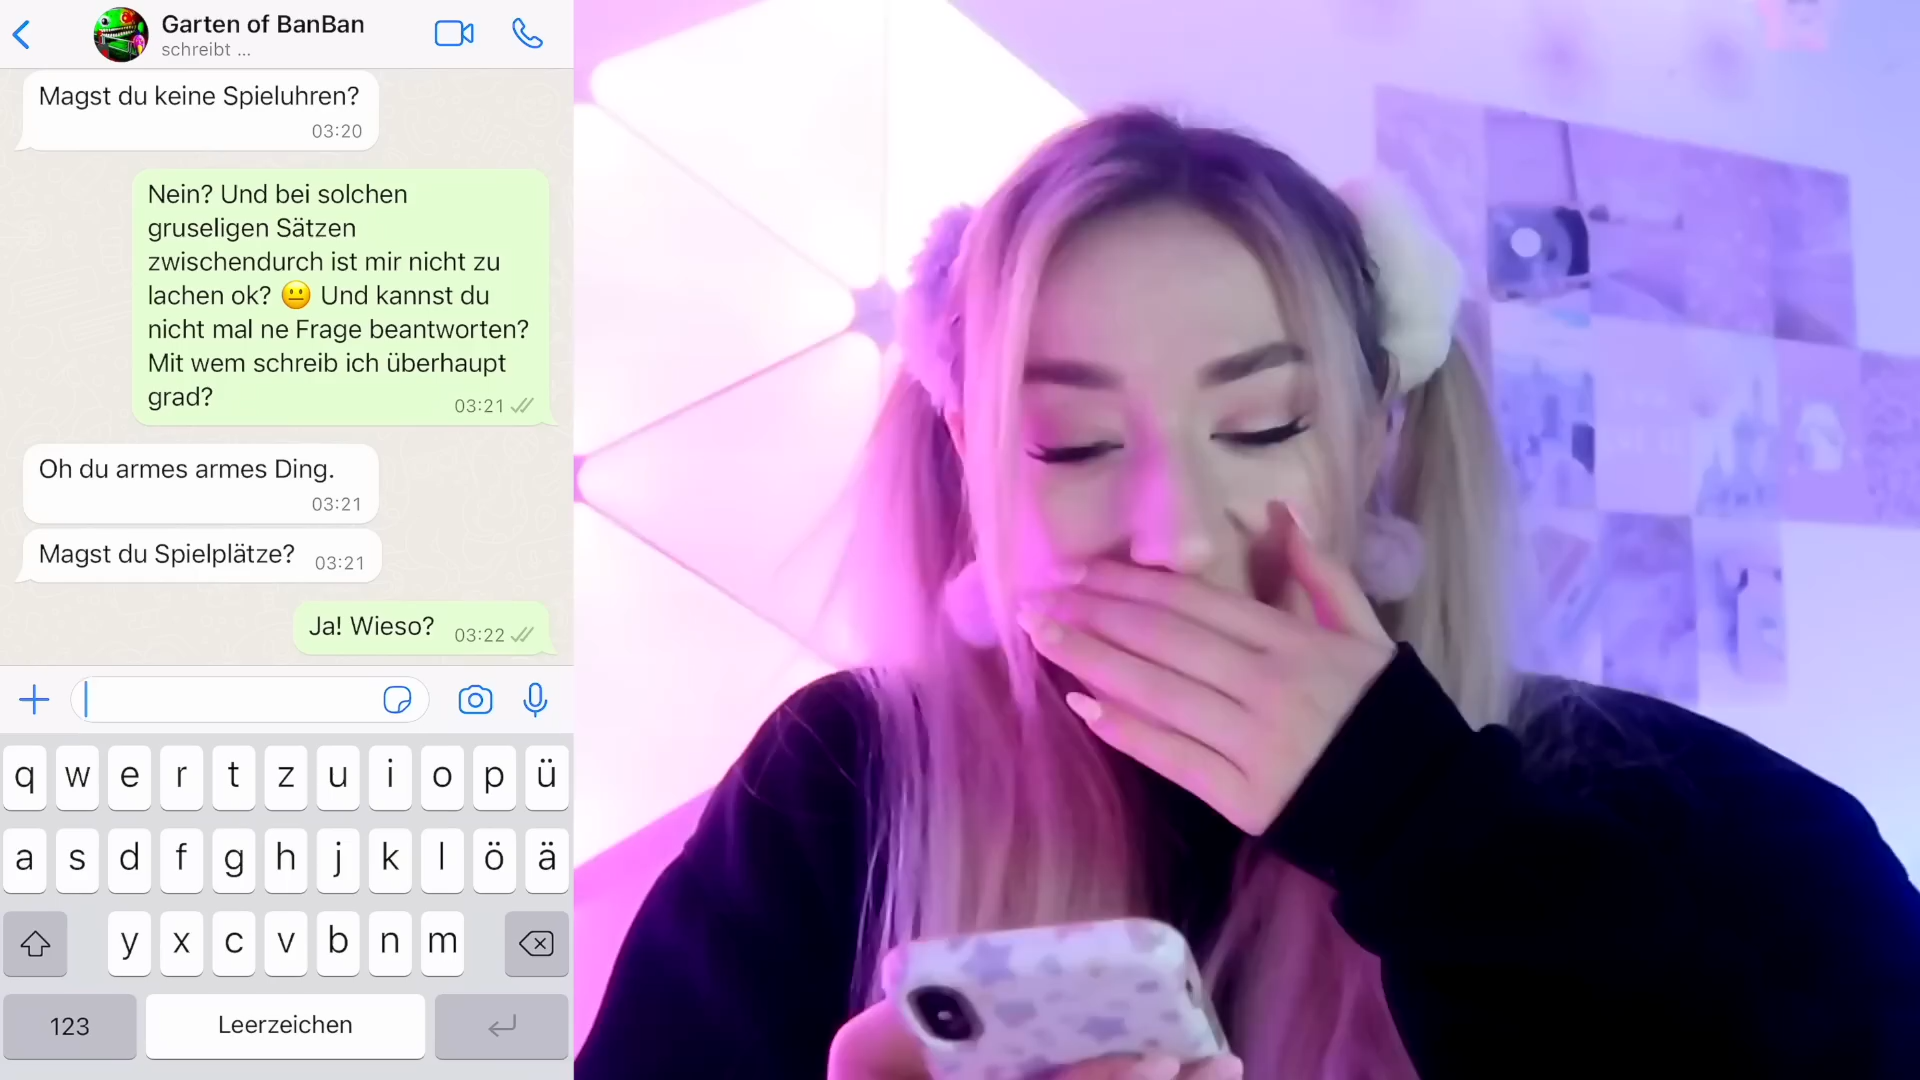 Garten of BanBan
schreibt ...
Magst du keine Spieluhren?
03:20
Nein? Und bei solchen
gruseligen Sätzen
zwischendurch ist mir nicht zu
lachen ok? 😐 Und kannst du
nicht mal ne Frage beantworten?
Mit wem schreib ich überhaupt
grad?
03:21
Oh du armes armes Ding.
03:21
Magst du Spielplätze? 03:21
Ja! Wieso? 03:22
q w e r t z u i o p ü
a s d f g h j k l ö ä
y x c v b n m
123 Leerzeichen